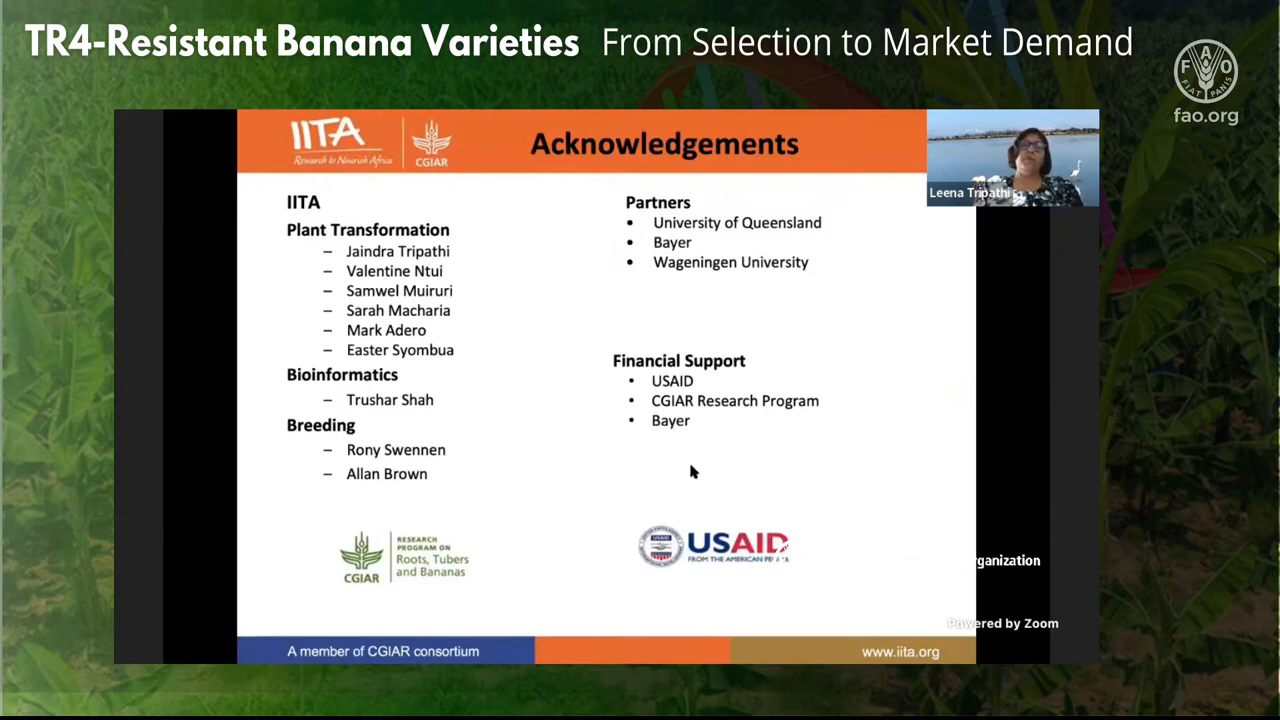 TR4-Resistant Banana Varieties From Selection to Market Demand
FAO
FIAT PANIS
fao.org
IITA
Research to Nourish Africa
CGIAR
Acknowledgements
Leena Tripathi
IITA
Plant Transformation
– Jaindra Tripathi
– Valentine Ntui
– Samwel Muiruri
– Sarah Macharia
– Mark Adero
– Easter Syombua
Bioinformatics
– Trushar Shah
Breeding
– Rony Swennen
– Allan Brown
Partners
• University of Queensland
• Bayer
• Wageningen University
Financial Support
• USAID
• CGIAR Research Program
• Bayer
CGIAR
RESEARCH
PROGRAM ON
Roots, Tubers
and Bananas
USAID
FROM THE AMERICAN
rganization
Powered by Zoom
A member of CGIAR consortium
www.iita.org